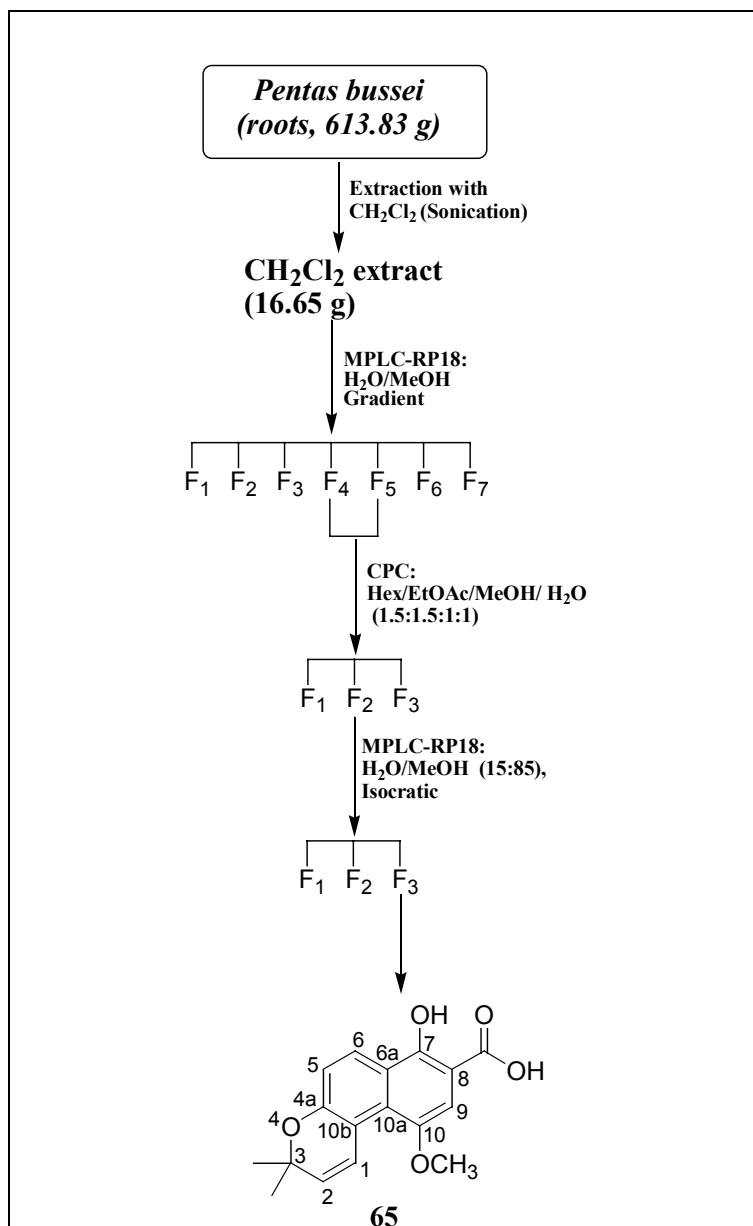 Pentas bussei
(roots, 613.83 g)
Extraction with
CH₂Cl₂ (Sonication)
CH₂Cl₂ extract
(16.65 g)
MPLC-RP18:
H₂O/MeOH
Gradient
F₁ F₂ F₃ F₄ F₅ F₆ F₇
CPC:
Hex/EtOAc/MeOH/ H₂O
(1.5:1.5:1:1)
F₁ F₂ F₃
MPLC-RP18:
H₂O/MeOH (15:85),
Isocratic
F₁ F₂ F₃
OH O
6 7 OH
5 6a 8
4a 9
4 O 10b 10a 10
3 1 OCH₃
2
65